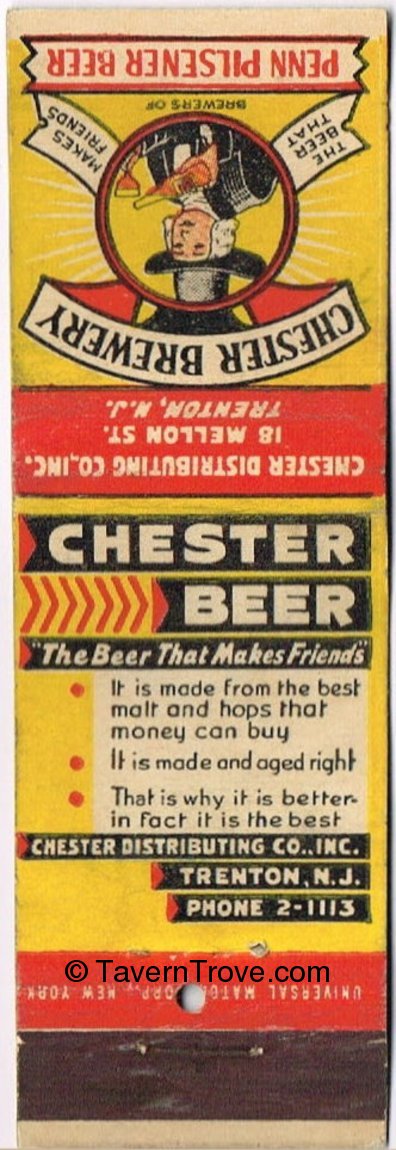 PENN PILSENER BEER
BREWERS OF
THE BEER THAT
MAKES FRIENDS
CHESTER BREWERY
CHESTER DISTRIBUTING CO., INC.
18 MELLON ST.
TRENTON, N.J.
CHESTER
BEER
"The Beer That Makes Friends"
• It is made from the best
malt and hops that
money can buy
• It is made and aged right
• That is why it is better-
in fact it is the best
CHESTER DISTRIBUTING CO., INC.
TRENTON, N.J.
PHONE 2-1113
© TavernTrove.com
UNIVERSAL MATCH CORP., NEW YORK